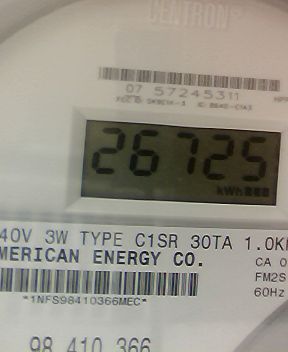 CENTRON®
07 57245311
26725
kWh
40V 3W TYPE C1SR 30TA 1.0K
MERICAN ENERGY CO.
CA 0
FM2S
*1NFS98410366MEC*
60Hz
98 410 366